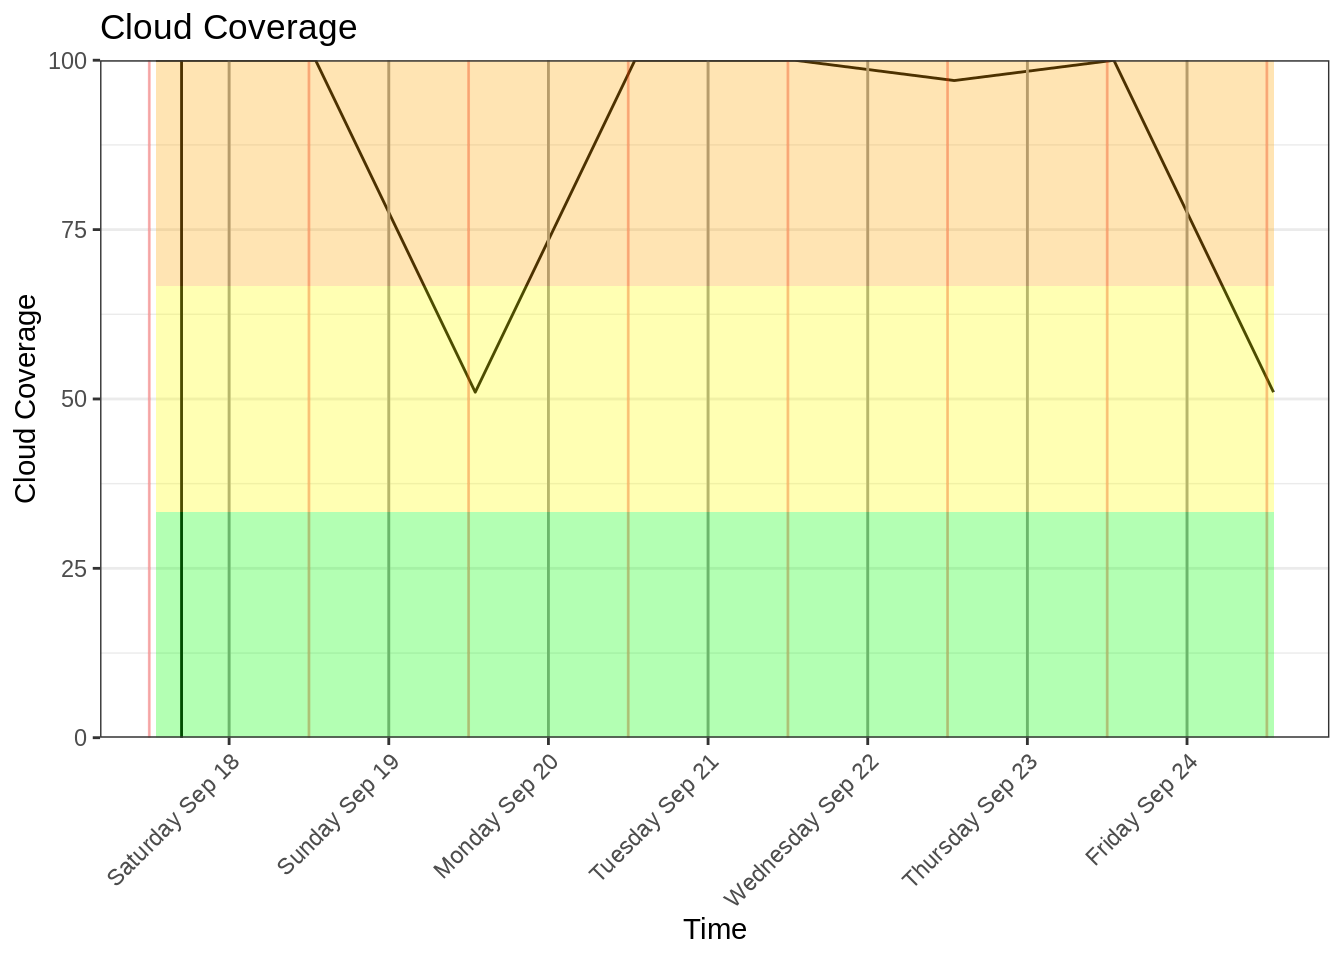 Cloud Coverage
Cloud Coverage
100
75
50
25
0
Saturday Sep 18
Sunday Sep 19
Monday Sep 20
Tuesday Sep 21
Wednesday Sep 22
Thursday Sep 23
Friday Sep 24
Time